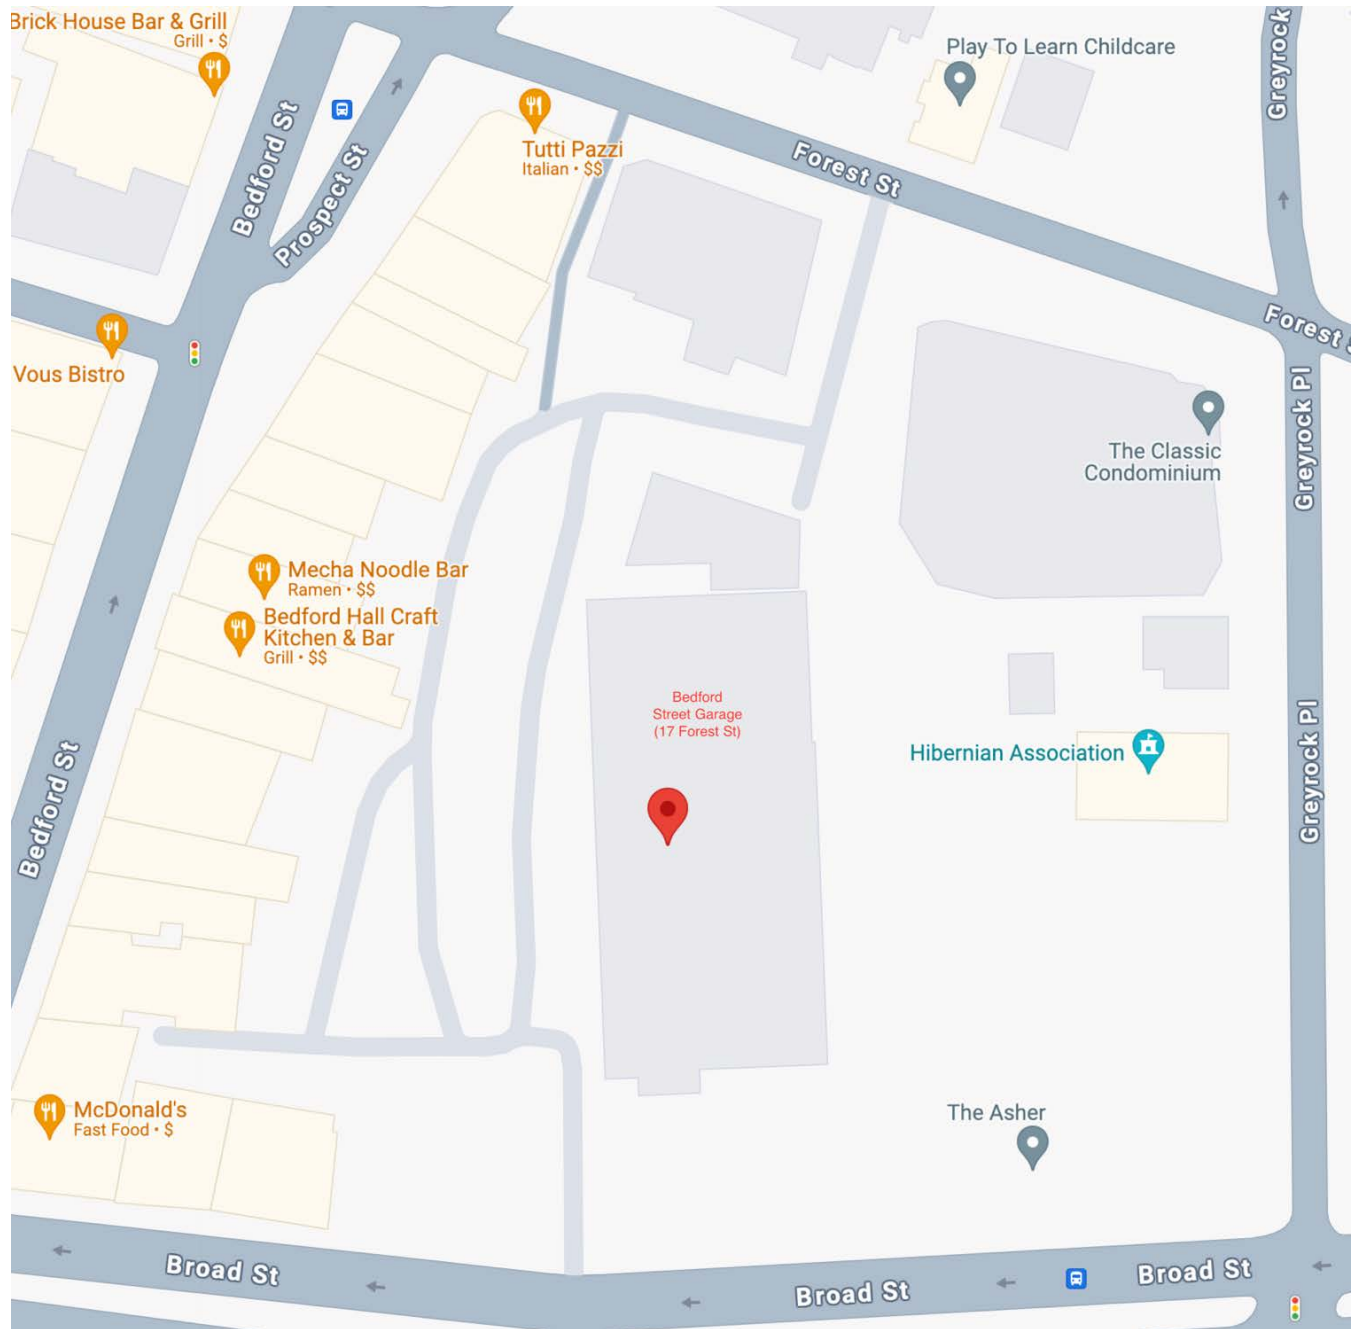 Brick House Bar & Grill
Grill • $
Play To Learn Childcare
Greyrock
Bedford St
Prospect St
Tutti Pazzi
Italian • $$
Forest St
Forest S
Vous Bistro
Greyrock Pl
The Classic
Condominium
Mecha Noodle Bar
Ramen • $$
Bedford Hall Craft
Kitchen & Bar
Grill • $$
Bedford
Street Garage
(17 Forest St)
Hibernian Association
Greyrock Pl
Bedford St
McDonald's
Fast Food • $
The Asher
Broad St
Broad St
Broad St